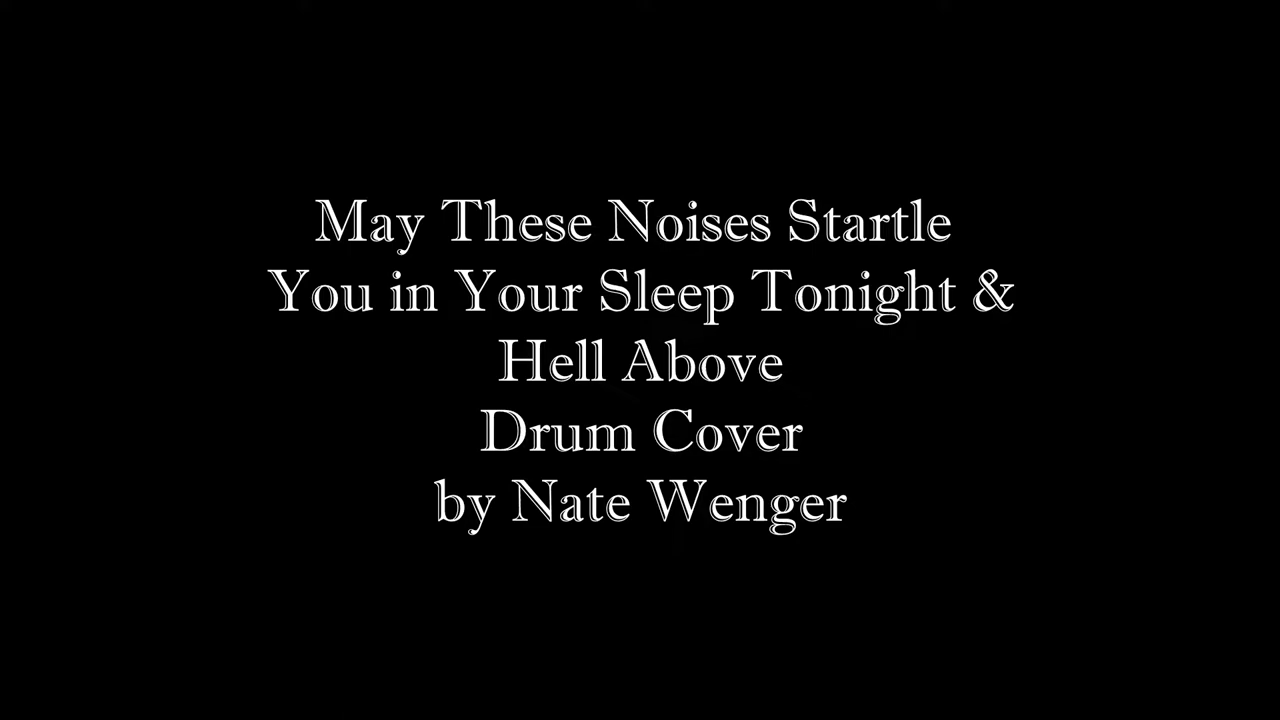 May These Noises Startle
You in Your Sleep Tonight &
Hell Above
Drum Cover
by Nate Wenger